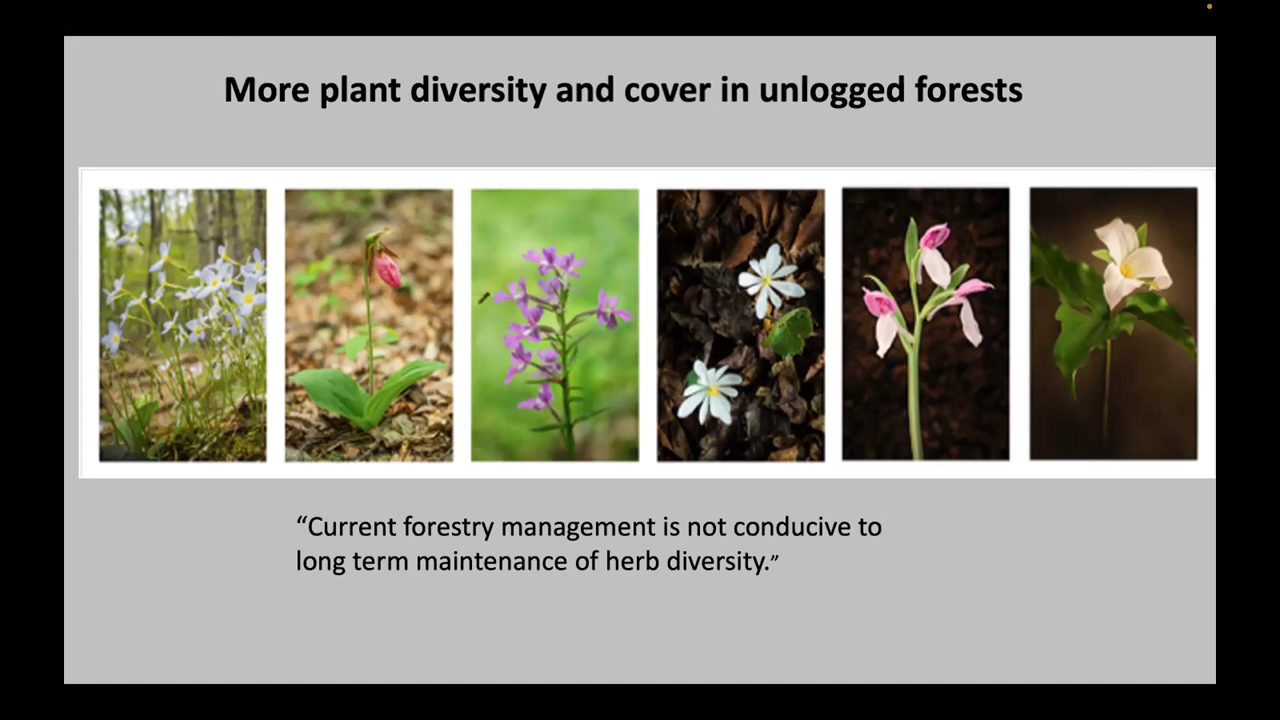 More plant diversity and cover in unlogged forests
“Current forestry management is not conducive to
long term maintenance of herb diversity.”